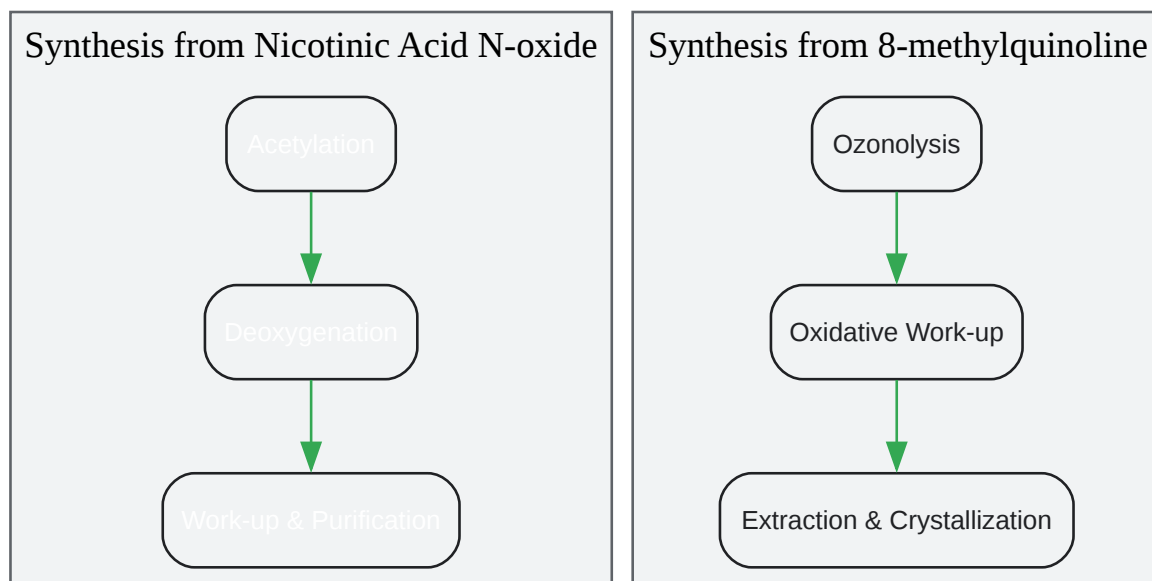 Synthesis from Nicotinic Acid N-oxide
Acetylation
Deoxygenation
Work-up & Purification
Synthesis from 8-methylquinoline
Ozonolysis
Oxidative Work-up
Extraction & Crystallization